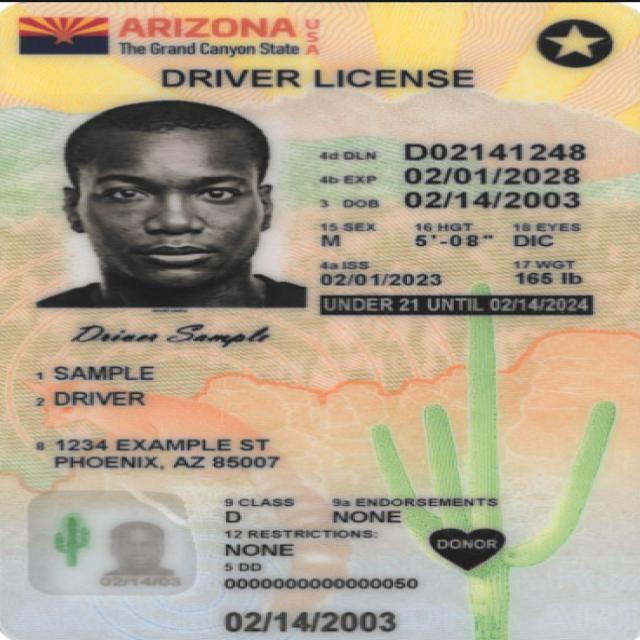 ARIZONA USA
The Grand Canyon State
DRIVER LICENSE
4d DLN D02141248
4b EXP 02/01/2028
3 DOB 02/14/2003
15 SEX 16 HGT 18 EYES
M 5'-08" DIC
4a ISS 17 WGT
02/01/2023 165 lb
UNDER 21 UNTIL 02/14/2024
Driver Sample
1 SAMPLE
2 DRIVER
8 1234 EXAMPLE ST
PHOENIX, AZ 85007
9 CLASS 9a ENDORSEMENTS
D NONE
12 RESTRICTIONS:
NONE
5 DD
0000000000000050
DONOR
02/14/03
02/14/2003